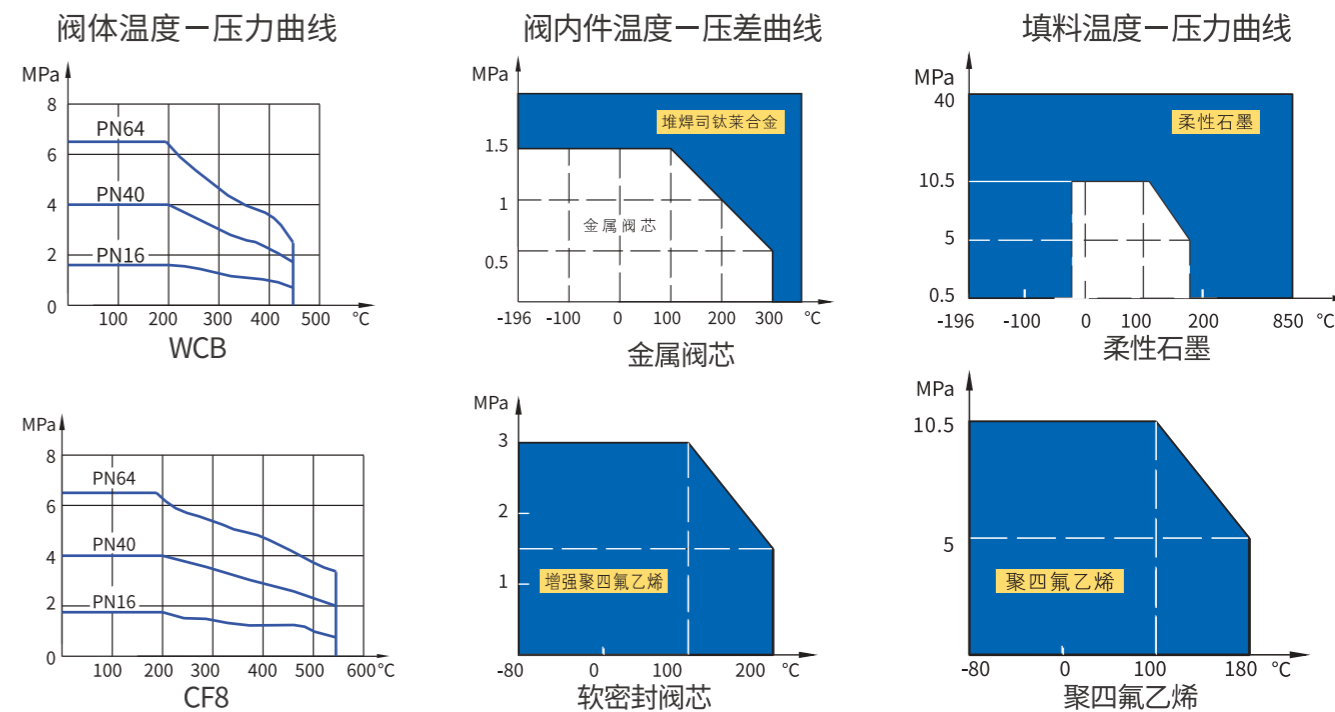 阀体温度－压力曲线
MPa
8
6
4
2
0
PN64
PN40
PN16
100 200 300 400 500 ℃
WCB
阀内件温度－压差曲线
MPa
1.5
1
0.5
堆焊司钛莱合金
金属阀芯
-196 -100 0 100 200 300 ℃
金属阀芯
填料温度－压力曲线
MPa
40
10.5
5
0.5
柔性石墨
-196 -100 0 100 200 850 ℃
柔性石墨
MPa
8
6
4
2
0
PN64
PN40
PN16
100 200 300 400 500 600℃
CF8
MPa
3
2
1
增强聚四氟乙烯
-80 0 200 ℃
软密封阀芯
MPa
10.5
5
聚四氟乙烯
-80 0 100 180 ℃
聚四氟乙烯